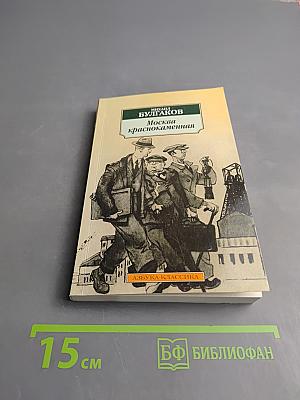 МИХАИЛ
БУЛГАКОВ
Москва
краснокаменная
АЗБУКА-КЛАССИКА
15 см
БФ БИБЛИОФАН